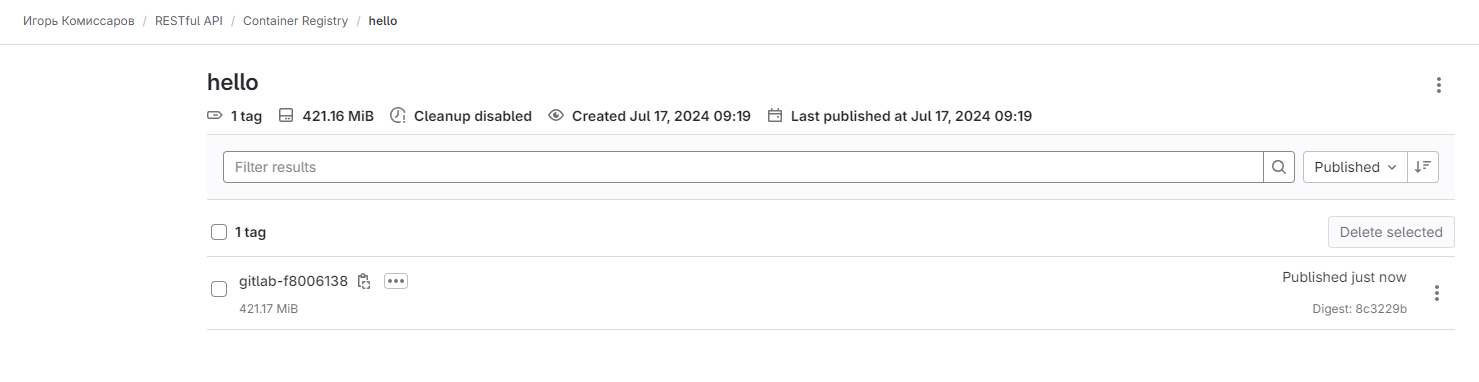 Игорь Комиссаров / RESTful API / Container Registry / hello
hello
1 tag 421.16 MiB Cleanup disabled Created Jul 17, 2024 09:19 Last published at Jul 17, 2024 09:19
Filter results Published
1 tag Delete selected
gitlab-f8006138 Published just now
421.17 MiB Digest: 8c3229b